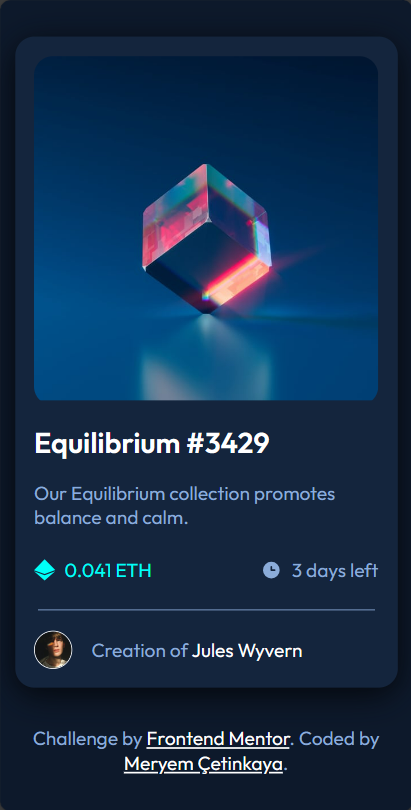 Equilibrium #3429
Our Equilibrium collection promotes
balance and calm.
0.041 ETH
3 days left
Creation of Jules Wyvern
Challenge by Frontend Mentor. Coded by
Meryem Çetinkaya.